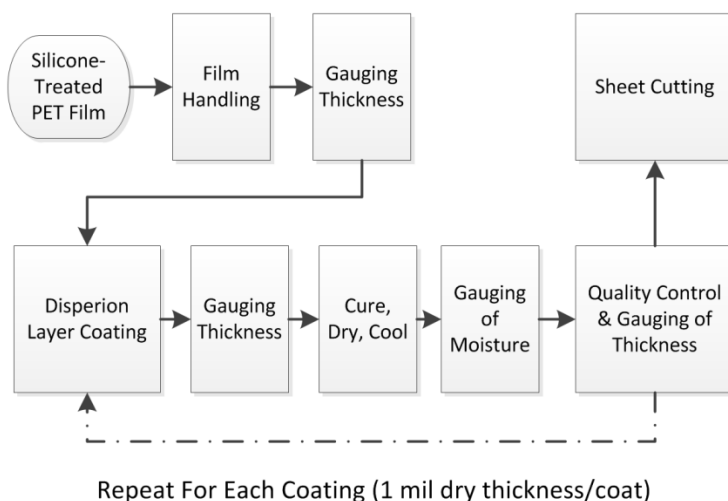 Silicone-
Treated
PET Film
Film
Handling
Gauging
Thickness
Sheet Cutting
Disperion
Layer Coating
Gauging
Thickness
Cure,
Dry, Cool
Gauging
of
Moisture
Quality Control
& Gauging of
Thickness
Repeat For Each Coating (1 mil dry thickness/coat)